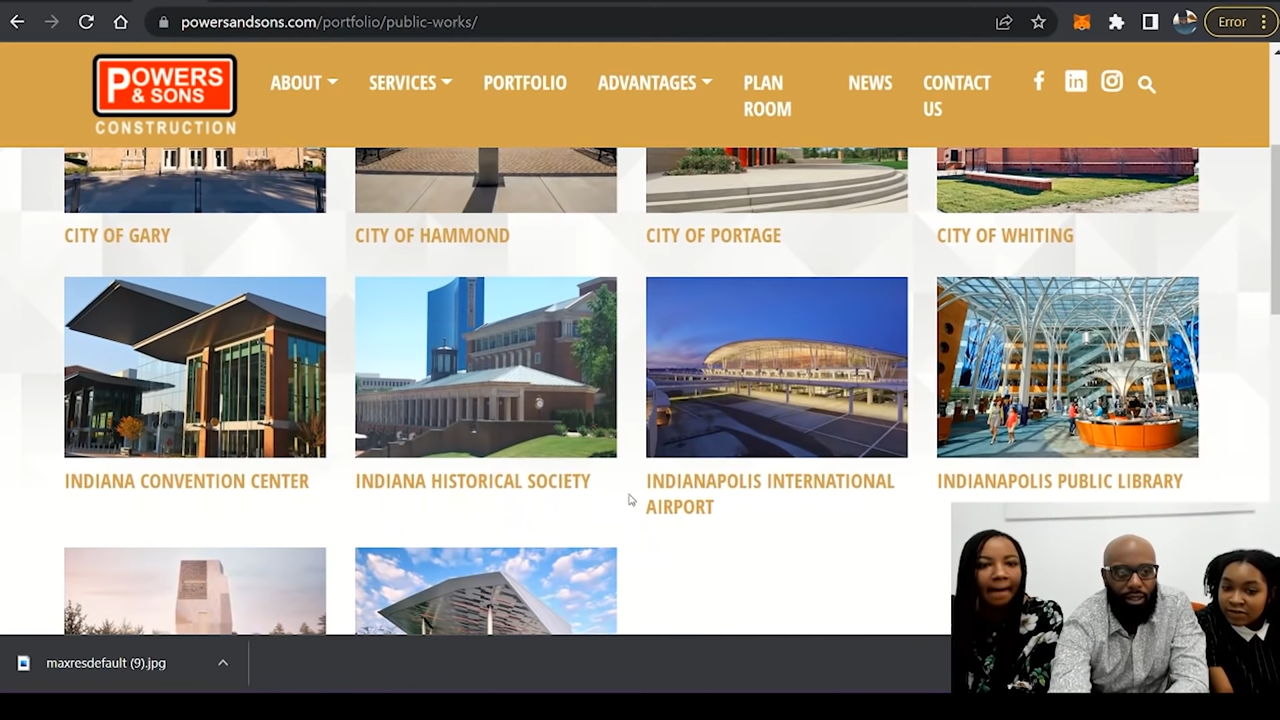 powersandsons.com/portfolio/public-works/
Error
POWERS
& SONS
CONSTRUCTION
ABOUT
SERVICES
PORTFOLIO
ADVANTAGES
PLAN
ROOM
NEWS
CONTACT
US
CITY OF GARY
CITY OF HAMMOND
CITY OF PORTAGE
CITY OF WHITING
INDIANA CONVENTION CENTER
INDIANA HISTORICAL SOCIETY
INDIANAPOLIS INTERNATIONAL
AIRPORT
INDIANAPOLIS PUBLIC LIBRARY
maxresdefault (9).jpg